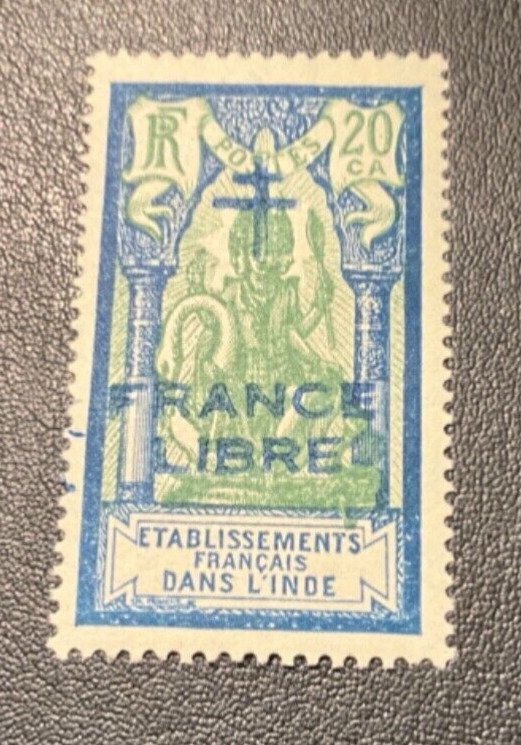 RF
POSTES
20
CA
FRANCE
LIBRE
ETABLISSEMENTS
FRANÇAIS
DANS L'INDE